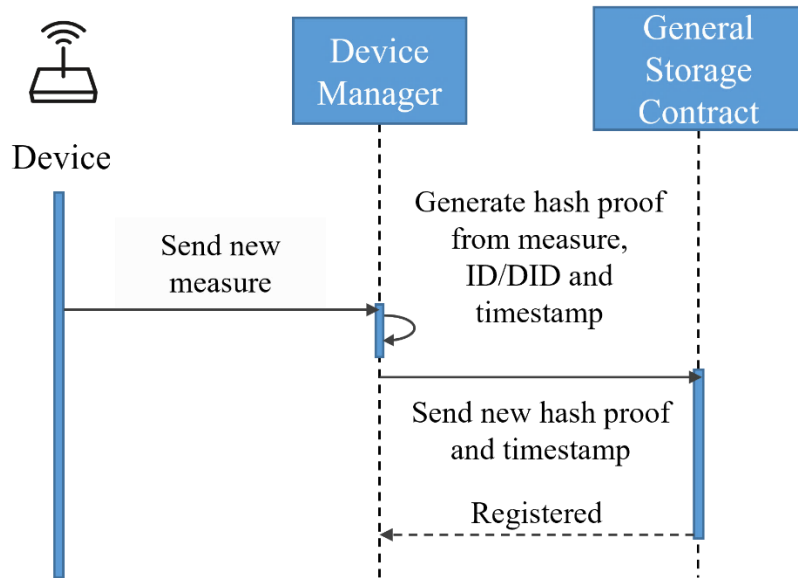 Device
Manager
General
Storage
Contract
Device
Send new
measure
Generate hash proof
from measure,
ID/DID and
timestamp
Send new hash proof
and timestamp
Registered